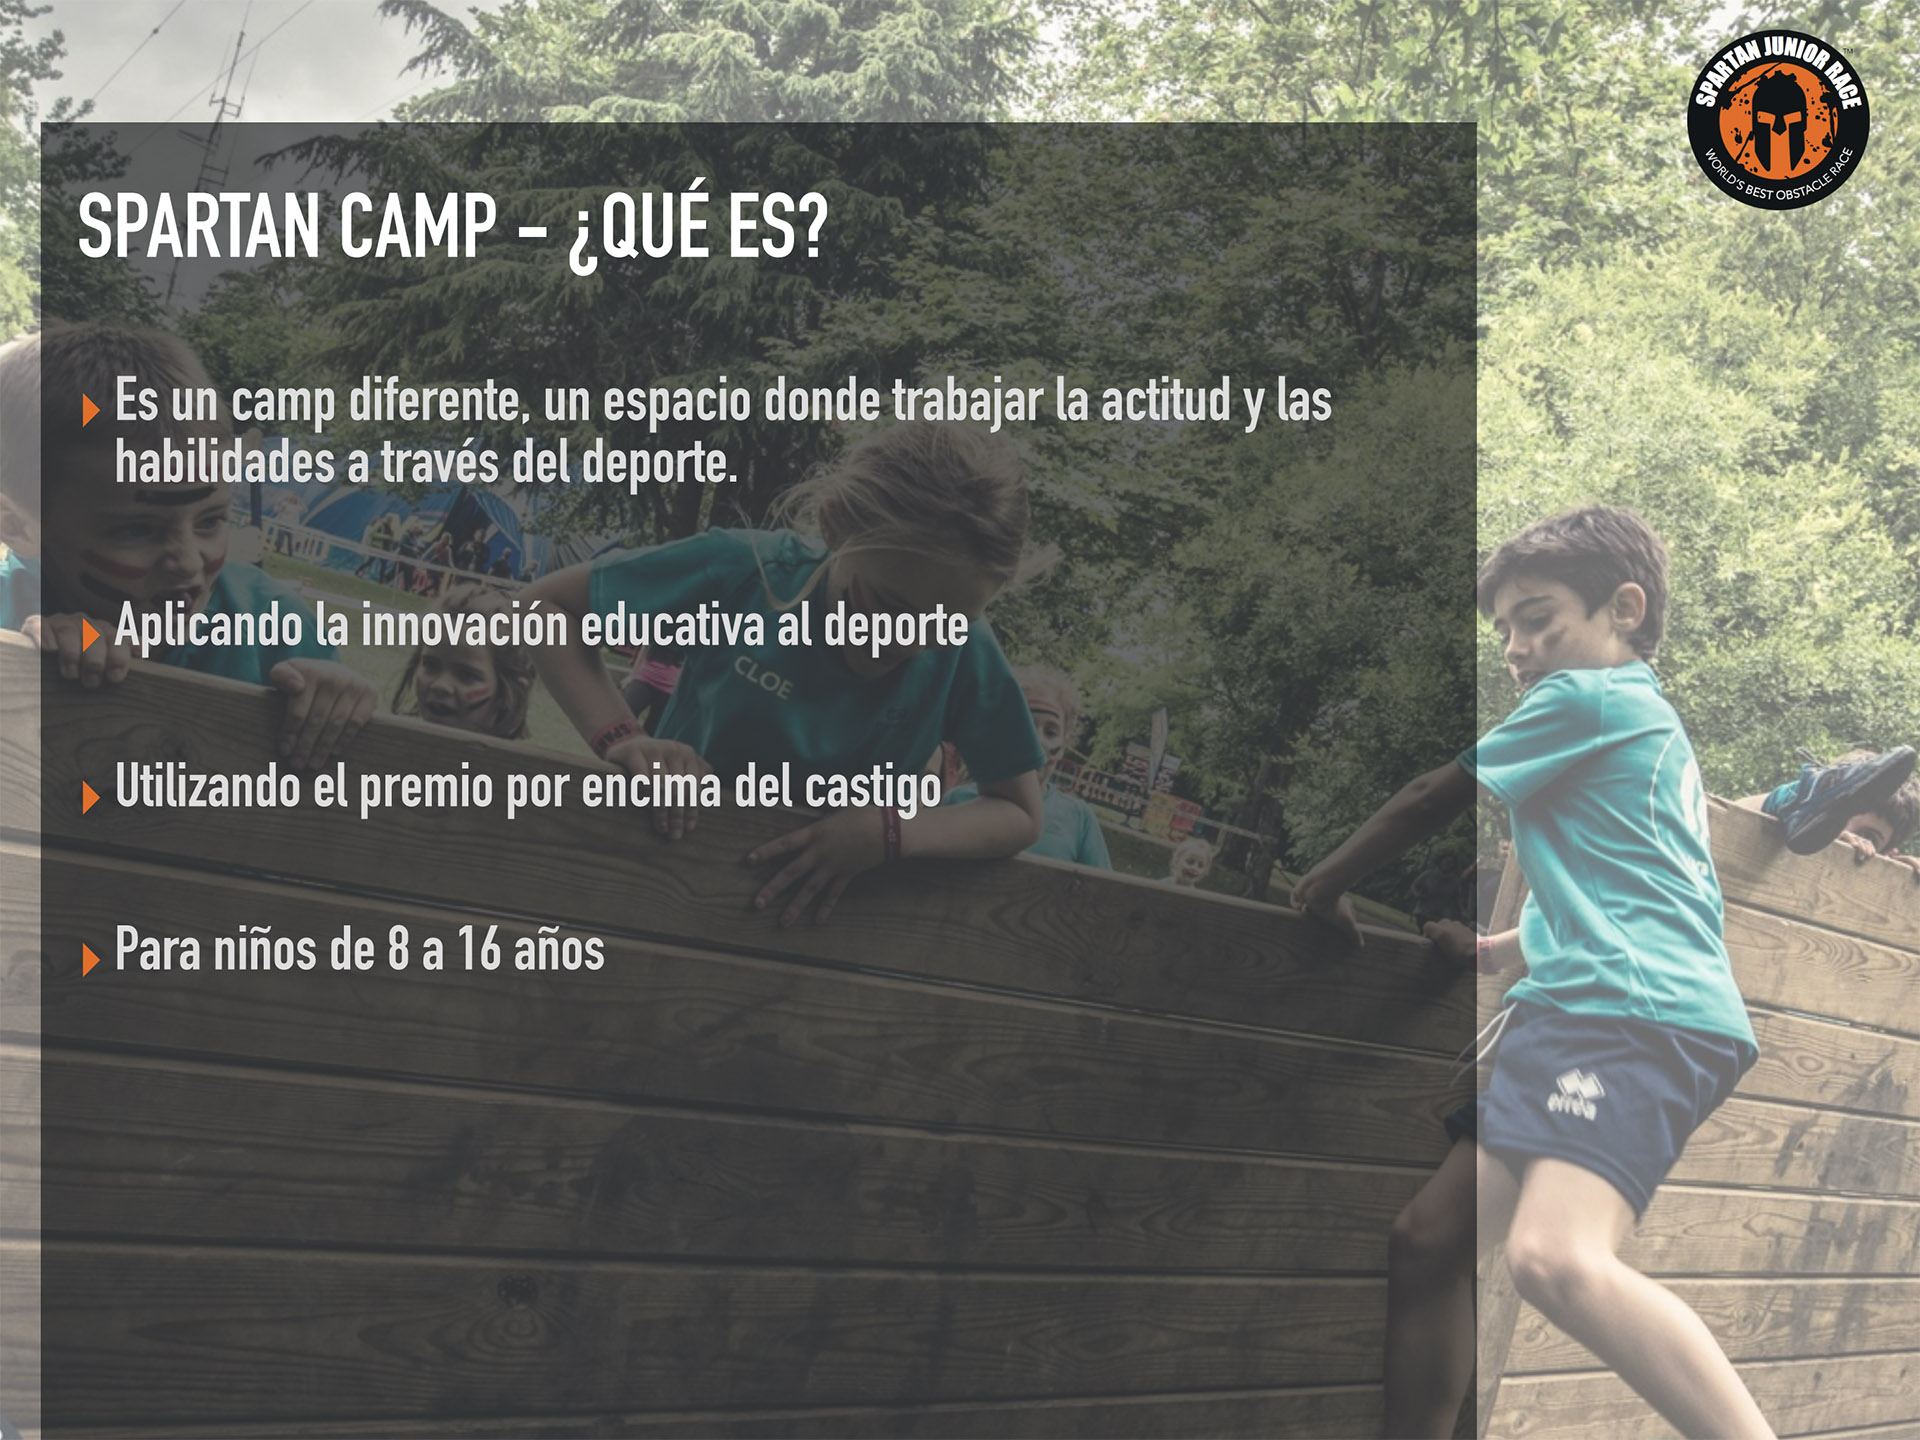 SPARTAN JUNIOR RACE
TM
WORLD'S BEST OBSTACLE RACE
SPARTAN CAMP - ¿QUÉ ES?
Es un camp diferente, un espacio donde trabajar la actitud y las
habilidades a través del deporte.
Aplicando la innovación educativa al deporte
Utilizando el premio por encima del castigo
Para niños de 8 a 16 años
CLOE
errea